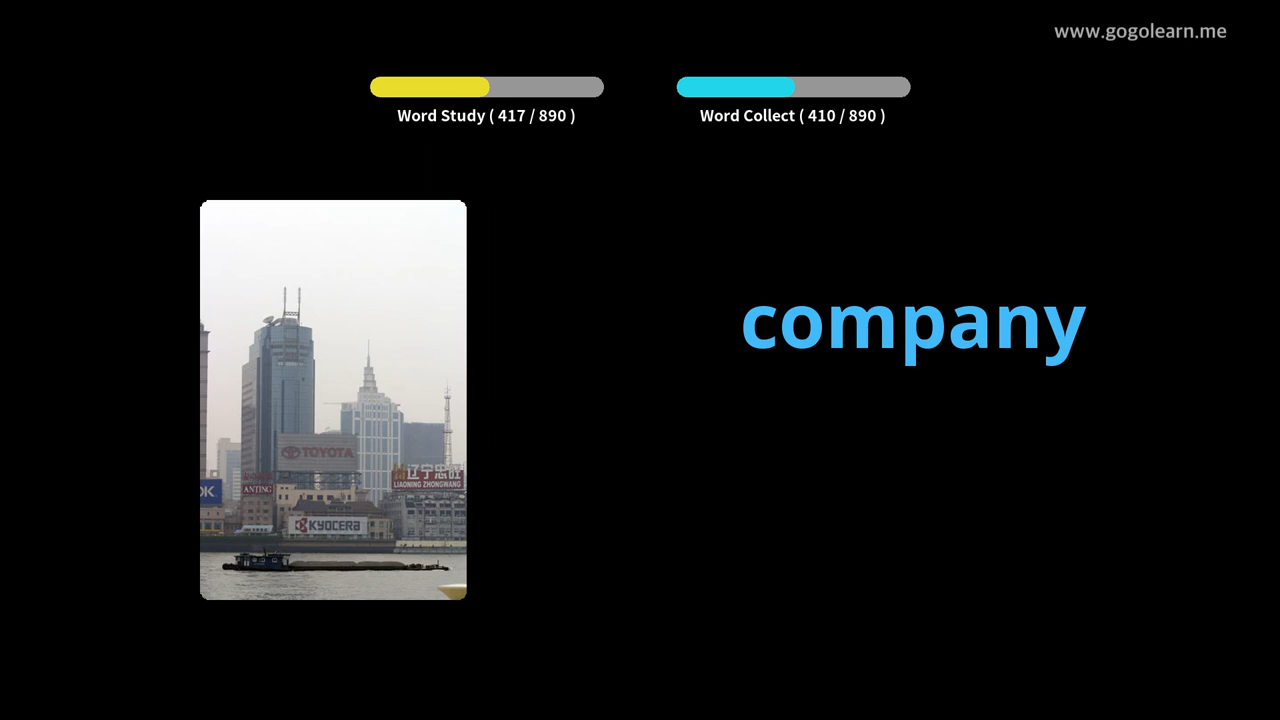 www.gogolearn.me
Word Study ( 417 / 890 )
Word Collect ( 410 / 890 )
company
TOYOTA
辽宁忠旺
LIAONING ZHONGWANG
ANTING
OK
KYOCERA